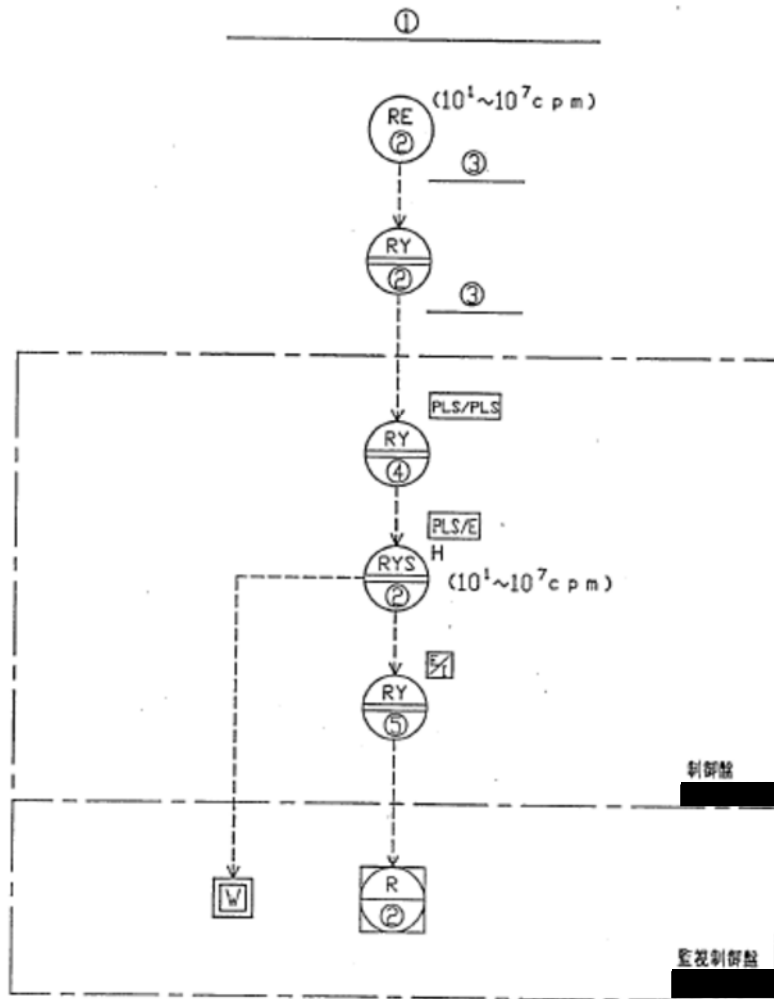 ①
(10¹~10⁷cpm)
RE
②
③
RY
②
③
PLS/PLS
RY
④
PLS/E
H
RYS
②
(10¹~10⁷cpm)
E/I
RY
⑤
制御盤
W
R
②
監視制御盤